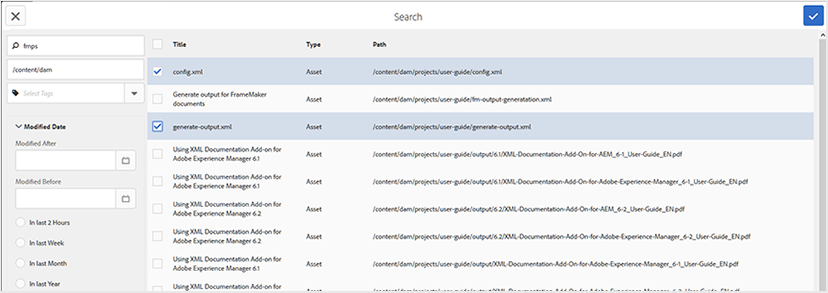 Search
fmps
/content/dam
Select Tags
Modified Date
Modified After
Modified Before
In last 2 Hours
In last Week
In last Month
In last Year
Title Type Path
config.xml Asset /content/dam/projects/user-guide/config.xml
Generate output for FrameMaker
documents Asset /content/dam/projects/user-guide/fm-output-generatation.xml
generate-output.xml Asset /content/dam/projects/user-guide/generate-output.xml
Using XML Documentation Add-on for
Adobe Experience Manager 6.1 Asset /content/dam/projects/user-guide/output/6.1/XML-Documentation-Add-On-for-AEM_6-1_User-Guide_EN.pdf
Using XML Documentation Add-on for
Adobe Experience Manager 6.1 Asset /content/dam/projects/user-guide/output/6.1/XML-Documentation-Add-On-for-Adobe-Experience-Manager_6-1_User-Guide_EN.pdf
Using XML Documentation Add-on for
Adobe Experience Manager 6.2 Asset /content/dam/projects/user-guide/output/6.2/XML-Documentation-Add-On-for-AEM_6-2_User-Guide_EN.pdf
Using XML Documentation Add-on for
Adobe Experience Manager 6.2 Asset /content/dam/projects/user-guide/output/6.2/XML-Documentation-Add-On-for-Adobe-Experience-Manager_6-2_User-Guide_EN.pdf
Using XML Documentation Add-on for
Adobe Experience Manager 6.1 Asset /content/dam/projects/user-guide/output/XML-Documentation-Add-On-for-Adobe-Experience-Manager_6-1_User-Guide_EN.pdf
Using XML Documentation Add-on for